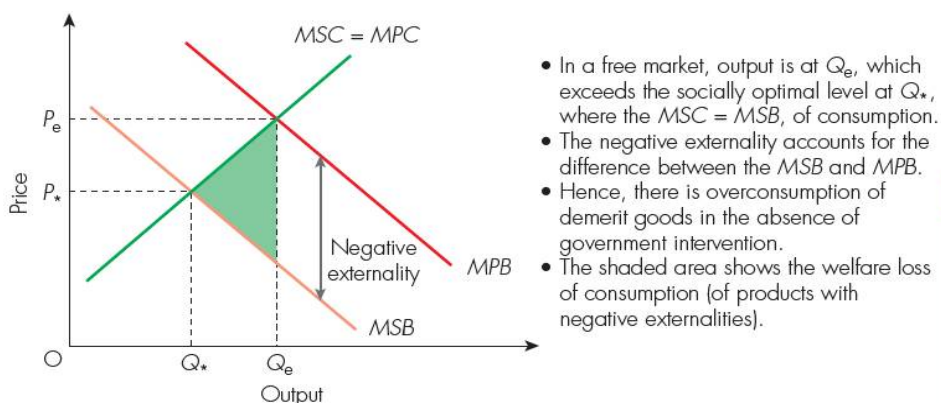 MSC = MPC
Pe
P*
Price
Negative
externality
MPB
MSB
O
Q*
Qe
Output
• In a free market, output is at Qe, which
exceeds the socially optimal level at Q*,
where the MSC = MSB, of consumption.
• The negative externality accounts for the
difference between the MSB and MPB.
• Hence, there is overconsumption of
demerit goods in the absence of
government intervention.
• The shaded area shows the welfare loss
of consumption (of products with
negative externalities).